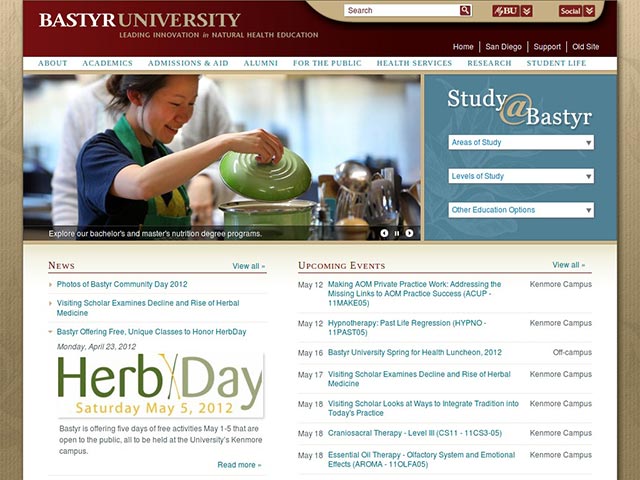 BASTYR UNIVERSITY
LEADING INNOVATION in NATURAL HEALTH EDUCATION
Search
MyBU
Social
Home
San Diego
Support
Old Site
ABOUT
ACADEMICS
ADMISSIONS & AID
ALUMNI
FOR THE PUBLIC
HEALTH SERVICES
RESEARCH
STUDENT LIFE
Explore our bachelor's and master's nutrition degree programs.
Study
@Bastyr
Areas of Study
Levels of Study
Other Education Options
NEWS
View all »
Photos of Bastyr Community Day 2012
Visiting Scholar Examines Decline and Rise of Herbal
Medicine
Bastyr Offering Free, Unique Classes to Honor HerbDay
Monday, April 23, 2012
HerbDay
Saturday May 5, 2012
Bastyr is offering five days of free activities May 1-5 that are
open to the public, all to be held at the University's Kenmore
campus.
Read more »
UPCOMING EVENTS
View all »
May 12 Making AOM Private Practice Work: Addressing the Kenmore Campus
Missing Links to AOM Practice Success (ACUP -
11MAKE05)
May 12 Hypnotherapy: Past Life Regression (HYPNO - Kenmore Campus
11PAST05)
May 16 Bastyr University Spring for Health Luncheon, 2012 Off-campus
May 17 Visiting Scholar Examines Decline and Rise of Herbal Kenmore Campus
Medicine
May 18 Visiting Scholar Looks at Ways to Integrate Tradition into Kenmore Campus
Today's Practice
May 18 Craniosacral Therapy - Level III (CS11 - 11CS3-05) Kenmore Campus
May 18 Essential Oil Therapy - Olfactory System and Emotional Kenmore Campus
Effects (AROMA - 11OLFA05)